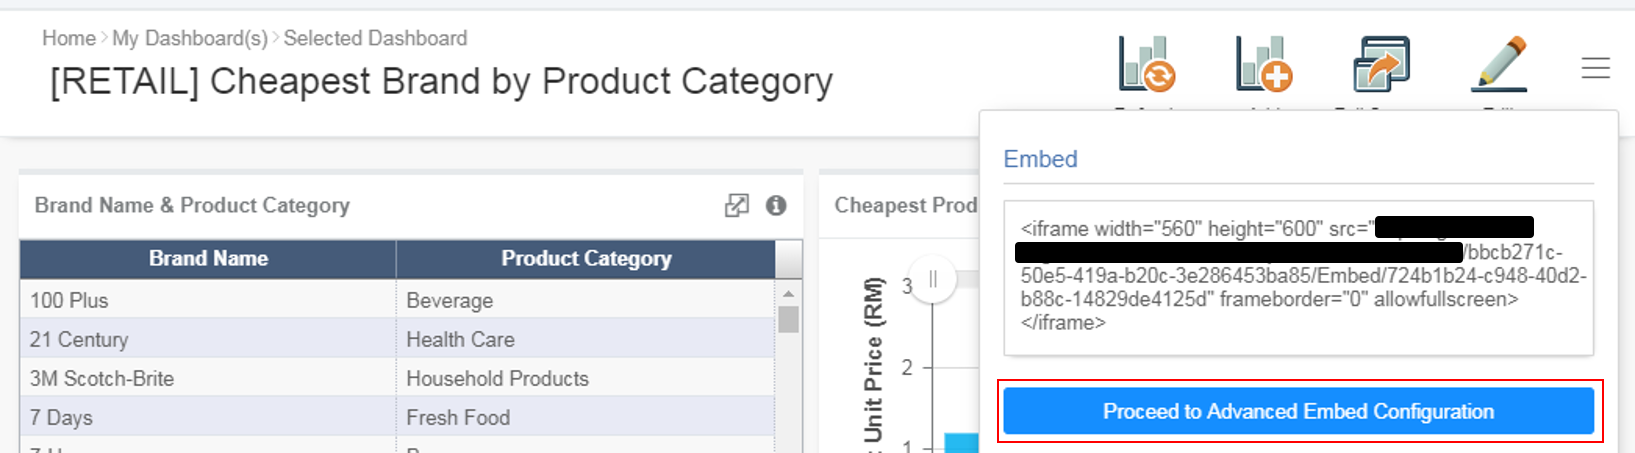 Home > My Dashboard(s) > Selected Dashboard
[RETAIL] Cheapest Brand by Product Category
Embed
<iframe width="560" height="600" src="
/bbcb271c-
50e5-419a-b20c-3e286453ba85/Embed/724b1b24-c948-40d2-
b88c-14829de4125d" frameborder="0" allowfullscreen>
</iframe>
Proceed to Advanced Embed Configuration
Brand Name & Product Category
Brand Name Product Category
100 Plus Beverage
21 Century Health Care
3M Scotch-Brite Household Products
7 Days Fresh Food
Cheapest Prod
Unit Price (RM)
3
2
1